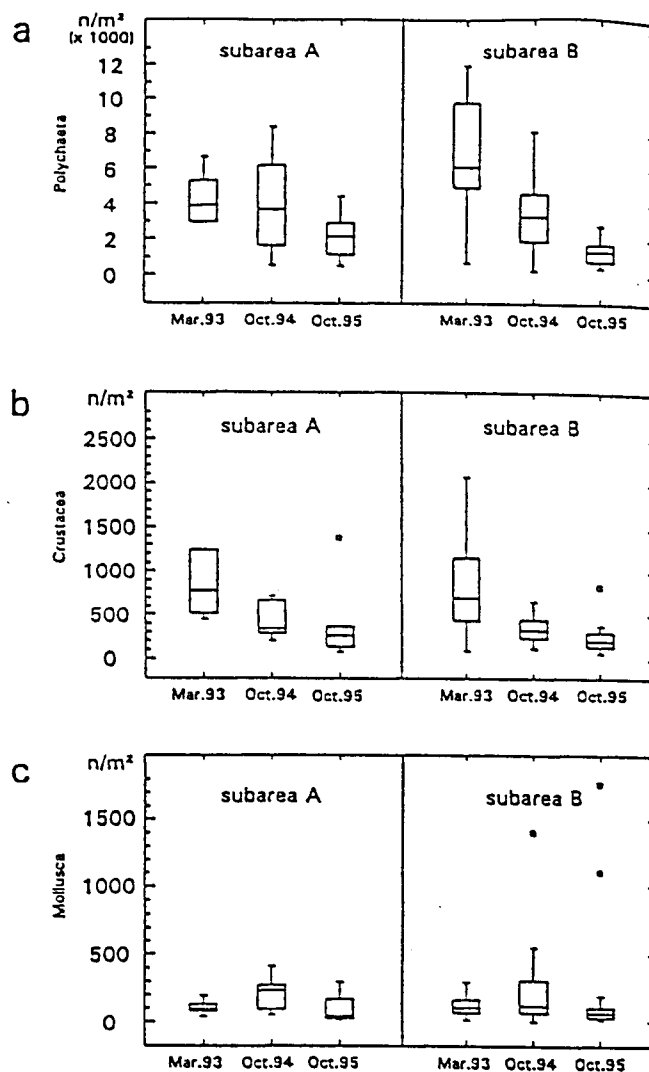 a
n/m²
(x 1000)
subarea A
subarea B
12
10
8
6
4
2
0
Polychaeta
Mar.93 Oct.94 Oct.95 Mar.93 Oct.94 Oct.95
b
n/m²
subarea A
subarea B
2500
2000
1500
1000
500
0
Crustacea
Mar.93 Oct.94 Oct.95 Mar.93 Oct.94 Oct.95
c
n/m²
subarea A
subarea B
1500
1000
500
0
Mollusca
Mar.93 Oct.94 Oct.95 Mar.93 Oct.94 Oct.95